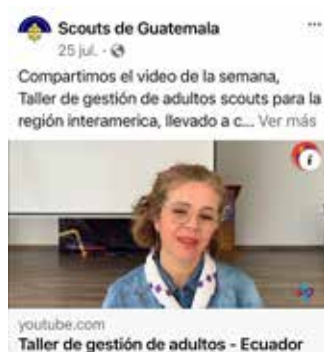 Scouts de Guatemala
25 jul.
Compartimos el video de la semana,
Taller de gestión de adultos scouts para la
región interamerica, llevado a c... Ver más
youtube.com
Taller de gestión de adultos - Ecuador